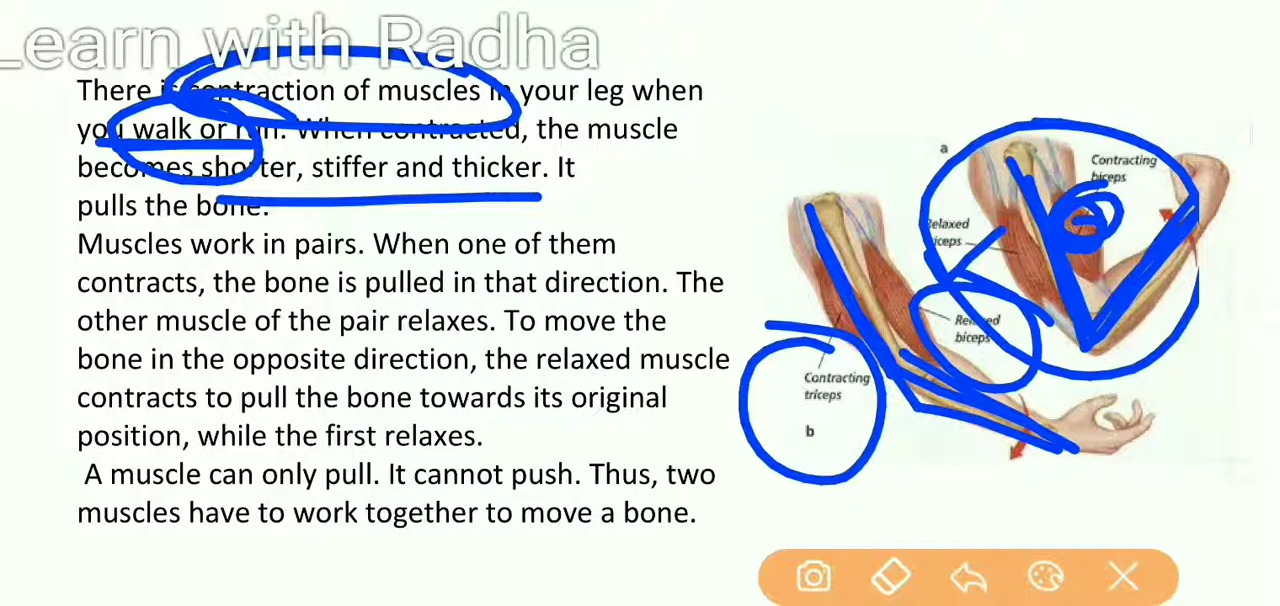 Learn with Radha
There is contraction of muscles in your leg when
you walk or run. When contracted, the muscle
becomes shorter, stiffer and thicker. It
pulls the bone.
Muscles work in pairs. When one of them
contracts, the bone is pulled in that direction. The
other muscle of the pair relaxes. To move the
bone in the opposite direction, the relaxed muscle
contracts to pull the bone towards its original
position, while the first relaxes.
A muscle can only pull. It cannot push. Thus, two
muscles have to work together to move a bone.
a
Contracting
biceps
Relaxed
Relaxed
biceps
Contracting
triceps
b